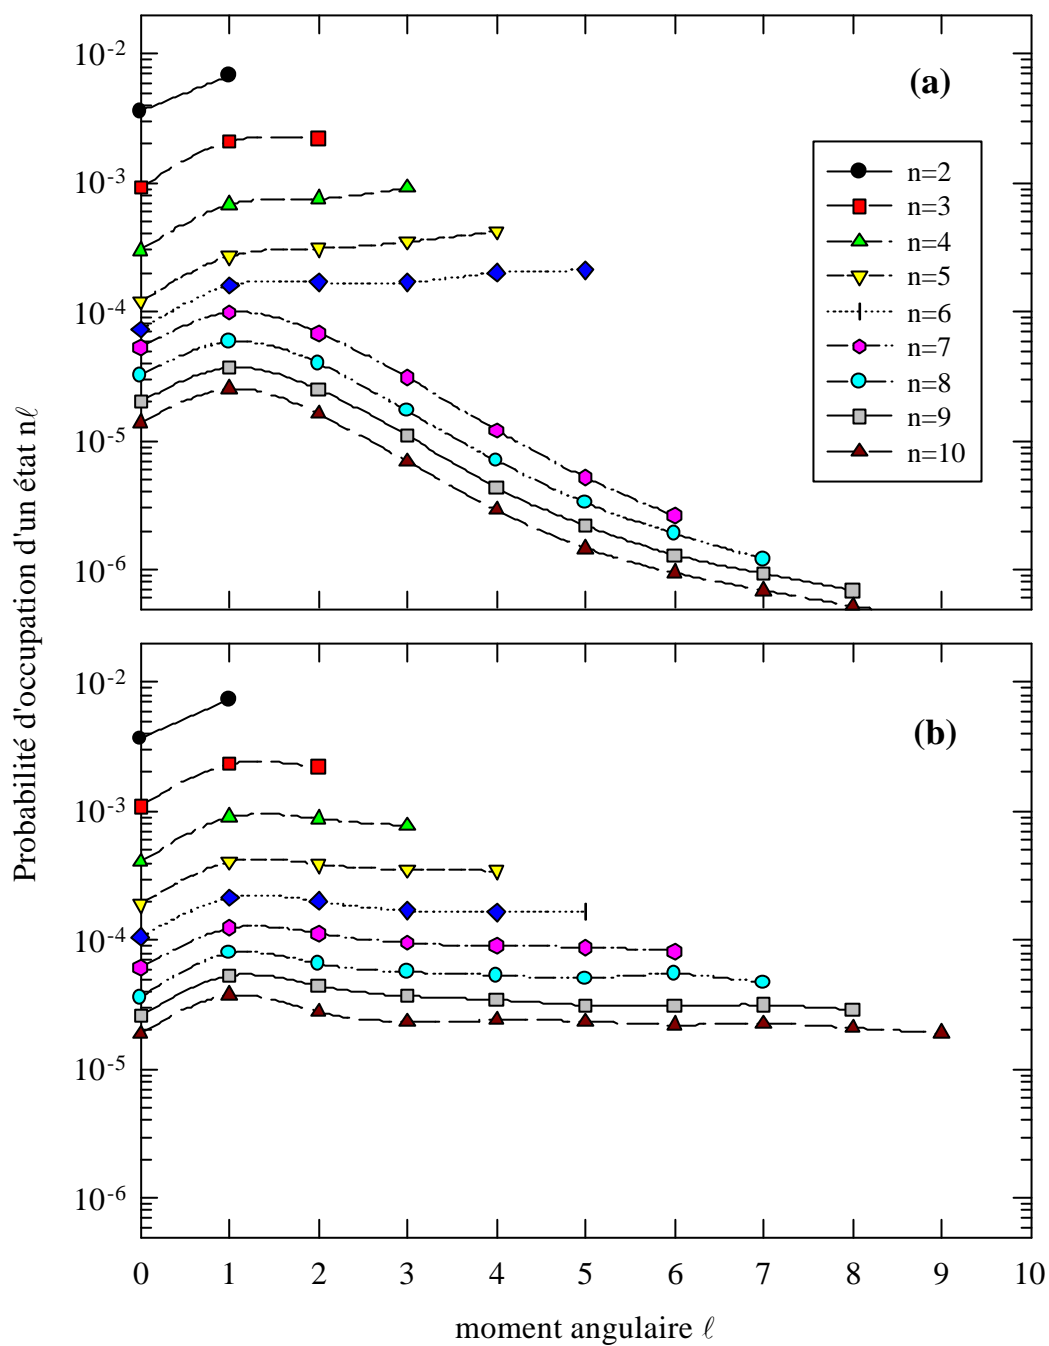 Probabilité d'occupation d'un état nℓ
10-2
10-3
10-4
10-5
10-6
(a)
n=2
n=3
n=4
n=5
n=6
n=7
n=8
n=9
n=10
10-2
10-3
10-4
10-5
10-6
(b)
0 1 2 3 4 5 6 7 8 9 10
moment angulaire ℓ